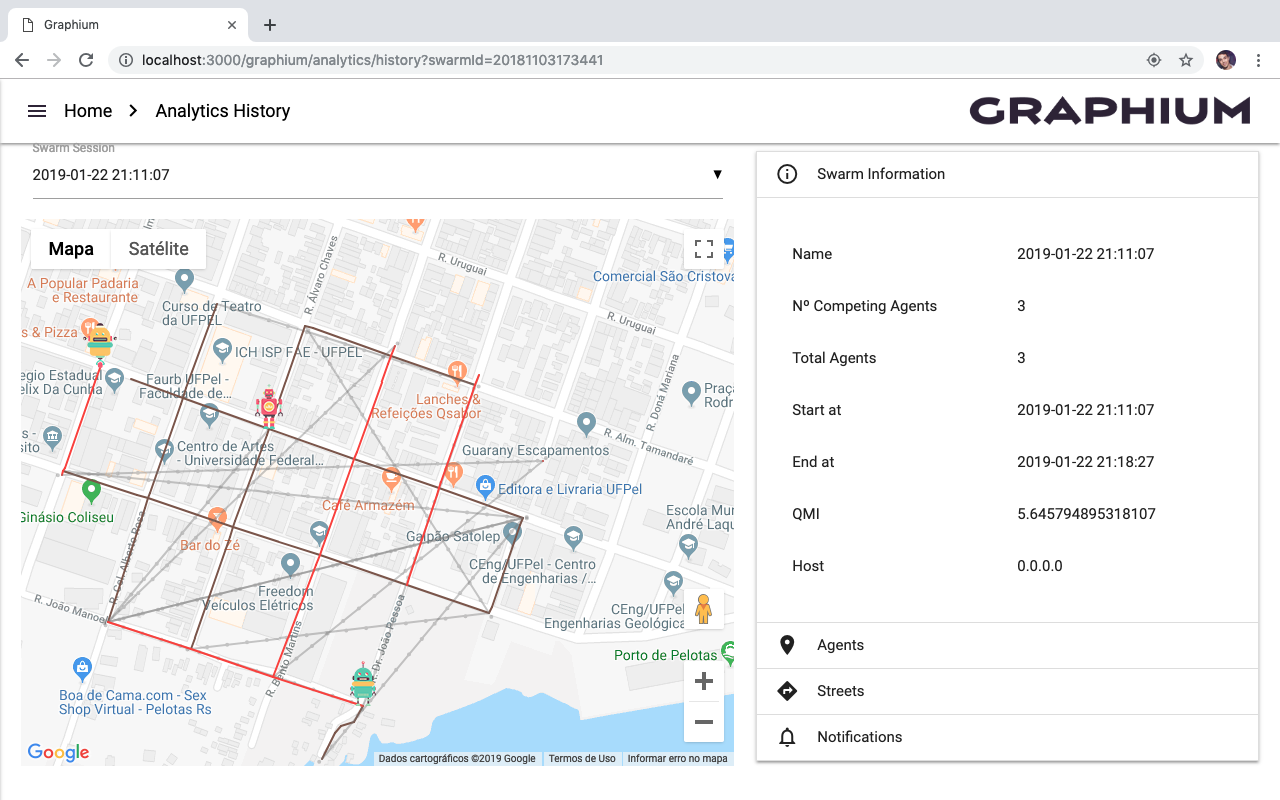 Graphium
localhost:3000/graphium/analytics/history?swarmId=20181103173441
Home
Analytics History
GRAPHIUM
Swarm Session
2019-01-22 21:11:07
Mapa
Satélite
A Popular Padaria
e Restaurante
Curso de Teatro
da UFPEL
R. Álvaro Chaves
R. Uruguai
Comercial São Cristova
R. Uruguai
s & Pizza
ICH ISP FAE - UFPEL
egio Estadual
elix Da Cunha
Faurb UFPel -
Faculdade de...
Lanches &
Refeições Qsabor
R. Doná Mariana
Praça
Rodr
s -
sito
Centro de Artes
- Universidade Federal...
Guarany Escapamentos
R. Alm. Tamandaré
Editora e Livraria UFPel
Ginásio Coliseu
Café Armazém
Escola Mur
André Laqu
Bar do Zé
Galpão Satolep
R. Cel. Alberto Rosa
CEng/UFPel - Centro
de Engenharias /...
Freedom
Veículos Elétricos
R. João Manoel
CEng/UFPel
Engenharias Geológica
R. Bento Martins
R. Dr. João Pessoa
Porto de Pelotas
Boa de Cama.com - Sex
Shop Virtual - Pelotas Rs
Google
Dados cartográficos ©2019 Google
Termos de Uso
Informar erro no mapa
Swarm Information
Name 2019-01-22 21:11:07
Nº Competing Agents 3
Total Agents 3
Start at 2019-01-22 21:11:07
End at 2019-01-22 21:18:27
QMI 5.645794895318107
Host 0.0.0.0
Agents
Streets
Notifications